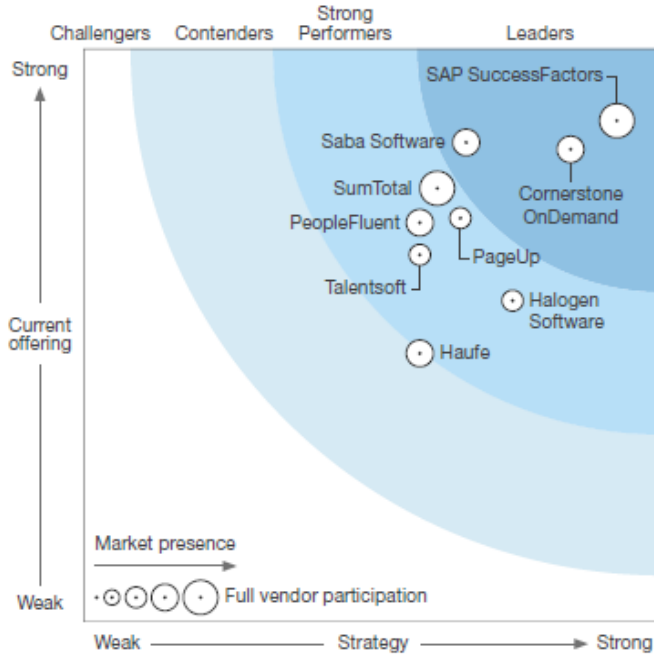 Challengers
Contenders
Strong
Performers
Leaders
Strong
SAP SuccessFactors
Saba Software
SumTotal
Cornerstone
OnDemand
PeopleFluent
PageUp
Talentsoft
Halogen
Software
Current
offering
Haufe
Market presence
Full vendor participation
Weak
Weak
Strategy
Strong